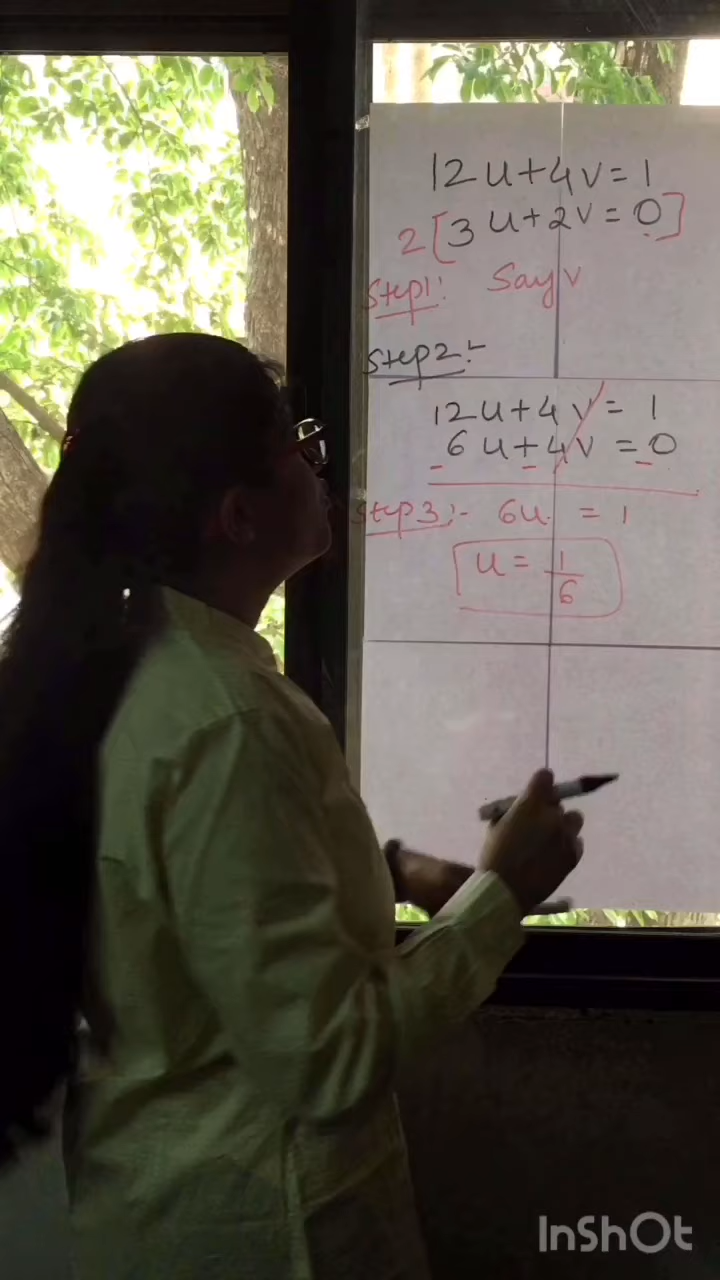 12u+4v=1
2[3u+2v=0]
Step1:- Say v
Step2:-
12u+4v=1
6u+4v=0
- - -
Step3:- 6u = 1
u = 1/6
InShOt